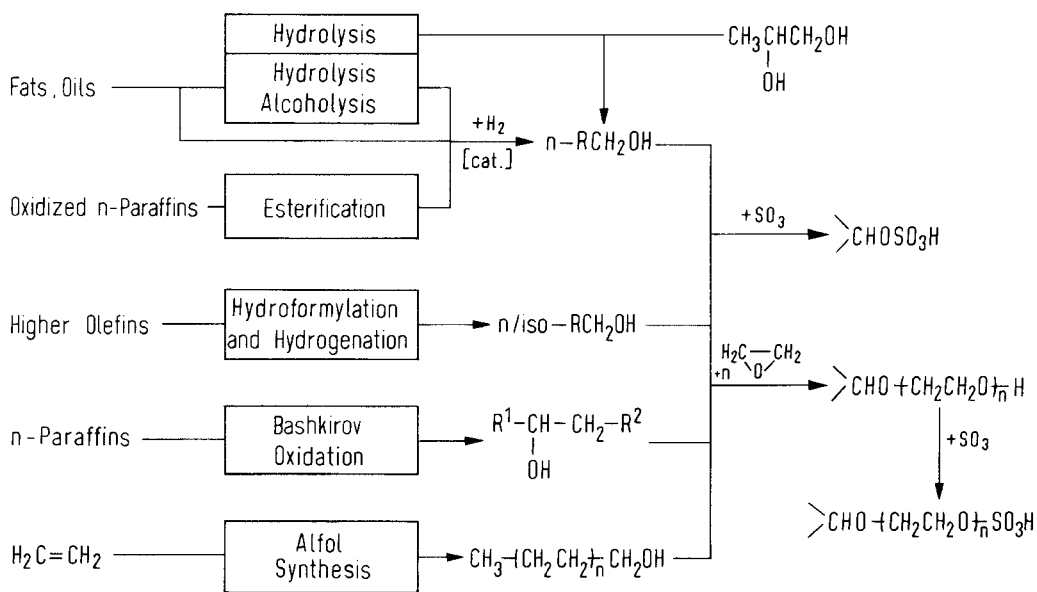 Hydrolysis
CH₃CHCH₂OH
OH
Fats, Oils
Hydrolysis
Alcoholysis
+H₂
[cat.]
n-RCH₂OH
Oxidized n-Paraffins
Esterification
+SO₃
>CHOSO₃H
Higher Olefins
Hydroformylation
and Hydrogenation
n/iso-RCH₂OH
H₂C-CH₂
O
+n
>CHO-(CH₂CH₂O)n-H
n-Paraffins
Bashkirov
Oxidation
R¹-CH-CH₂-R²
OH
+SO₃
>CHO-(CH₂CH₂O)n-SO₃H
H₂C=CH₂
Alfol
Synthesis
CH₃-(CH₂CH₂)n-CH₂OH